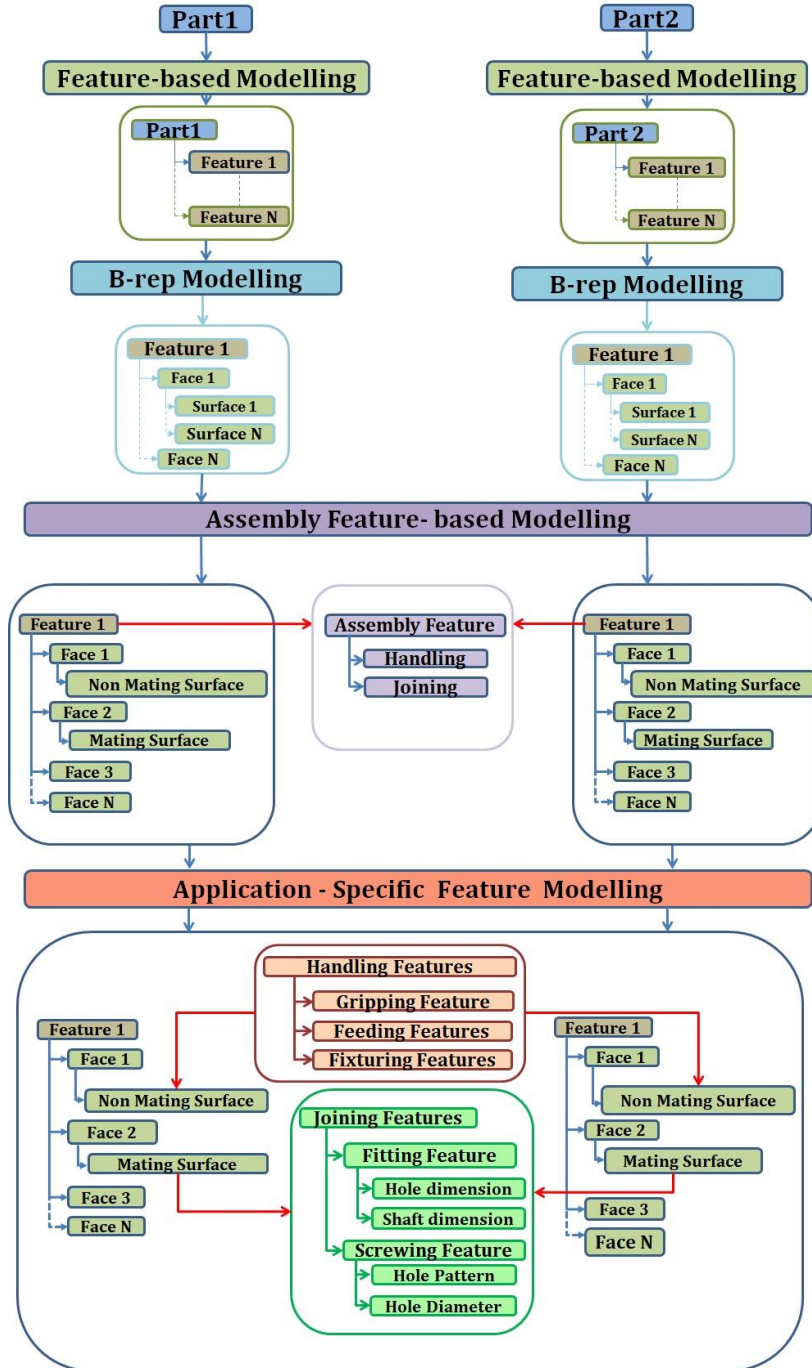 Part1
Part2
Feature-based Modelling
Feature-based Modelling
Part1
Feature 1
Feature N
Part 2
Feature 1
Feature N
B-rep Modelling
B-rep Modelling
Feature 1
Face 1
Surface 1
Surface N
Face N
Feature 1
Face 1
Surface 1
Surface N
Face N
Assembly Feature- based Modelling
Feature 1
Face 1
Non Mating Surface
Face 2
Mating Surface
Face 3
Face N
Assembly Feature
Handling
Joining
Feature 1
Face 1
Non Mating Surface
Face 2
Mating Surface
Face 3
Face N
Application - Specific Feature Modelling
Handling Features
Gripping Feature
Feeding Features
Fixturing Features
Feature 1
Face 1
Non Mating Surface
Face 2
Mating Surface
Face 3
Face N
Joining Features
Fitting Feature
Hole dimension
Shaft dimension
Screwing Feature
Hole Pattern
Hole Diameter
Feature 1
Face 1
Non Mating Surface
Face 2
Mating Surface
Face 3
Face N